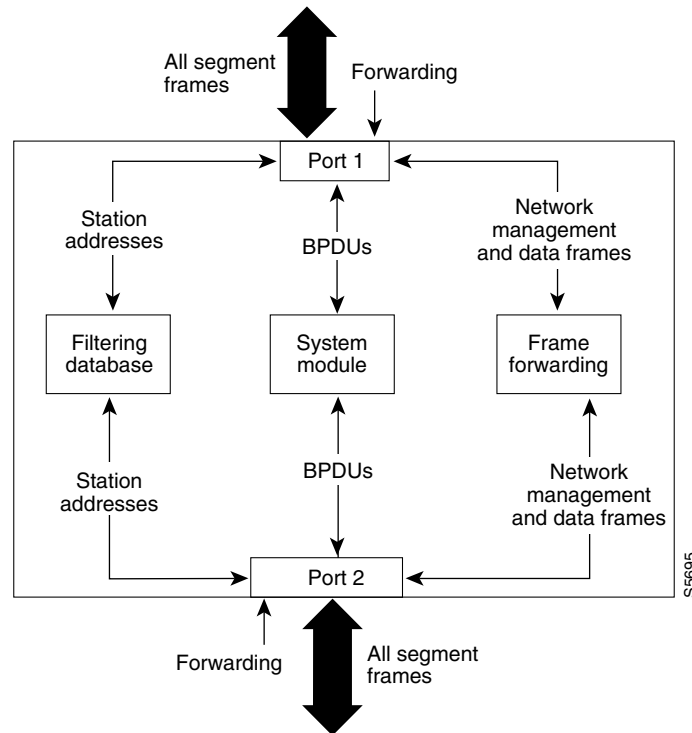 All segment
frames
Forwarding
Port 1
Station
addresses
BPDUs
Network
management
and data frames
Filtering
database
System
module
Frame
forwarding
Station
addresses
BPDUs
Network
management
and data frames
Port 2
S5695
Forwarding
All segment
frames